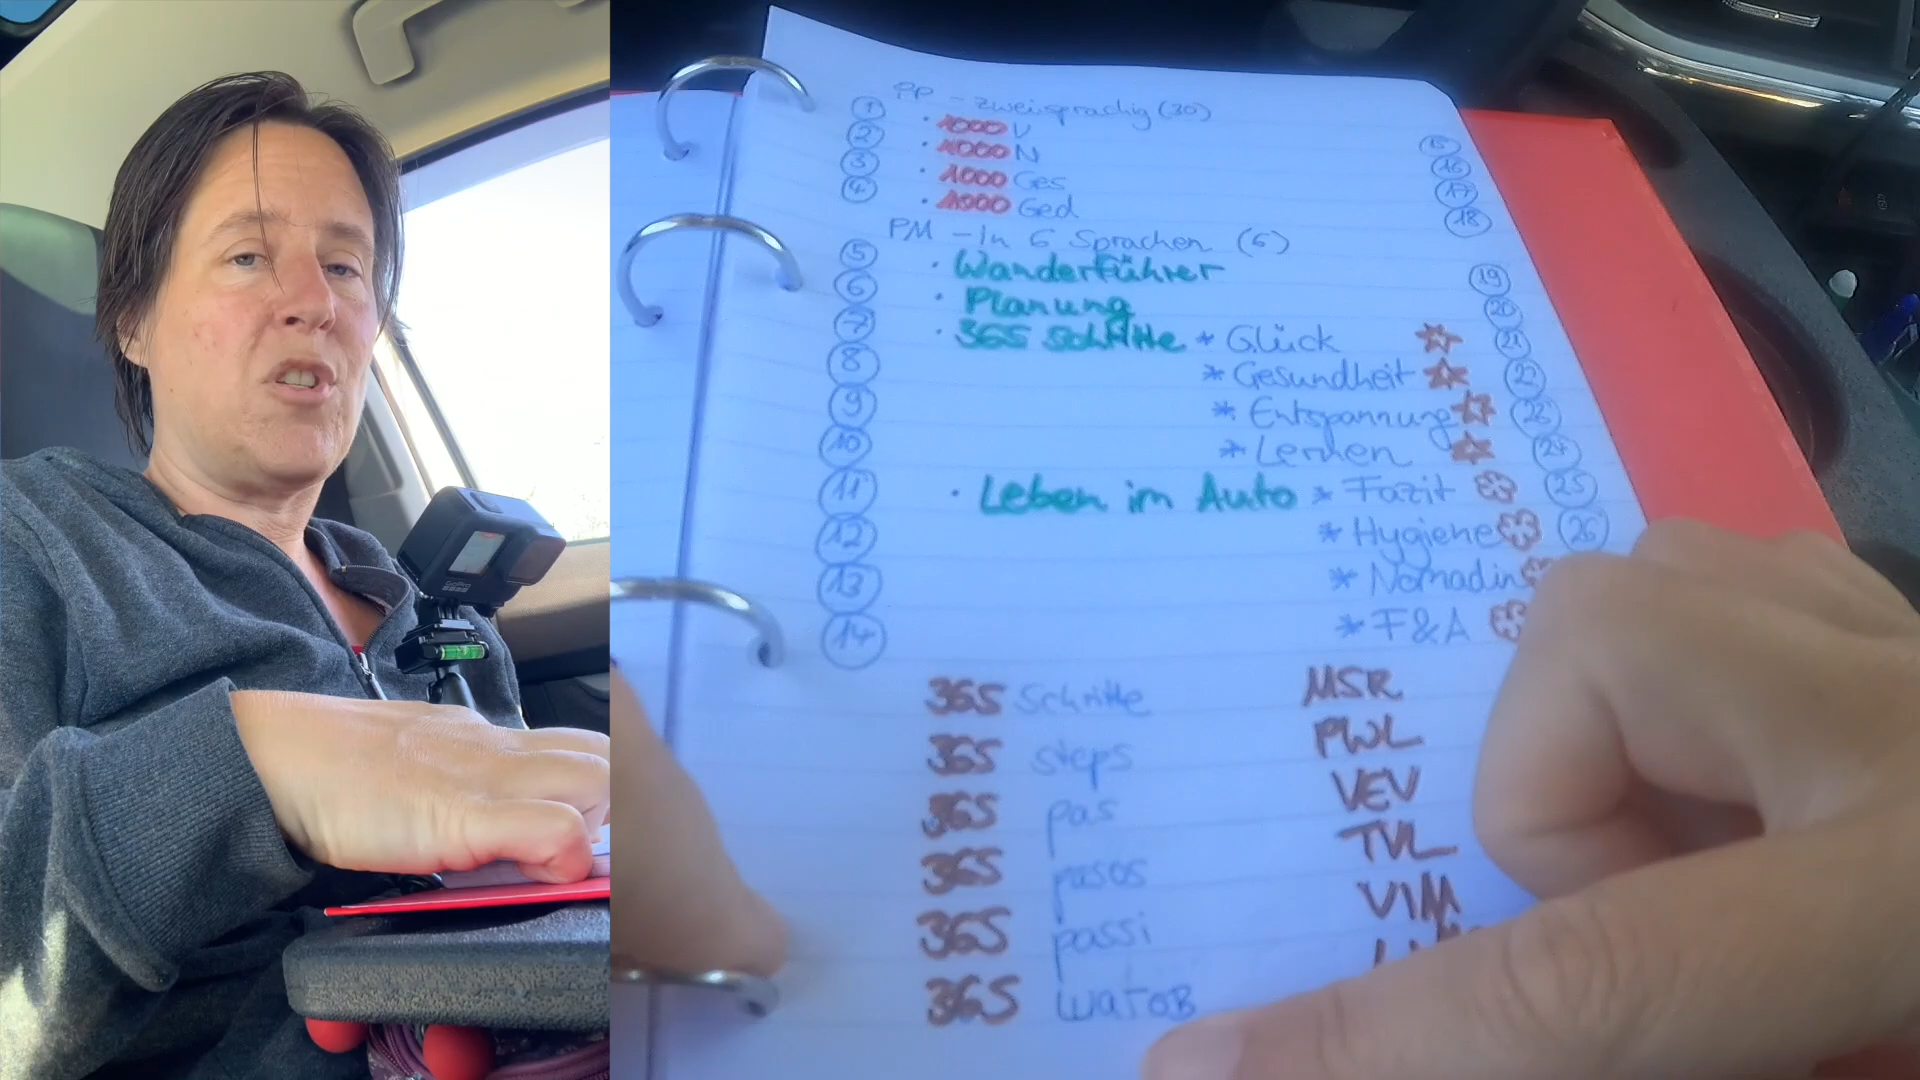 PP - zweisprachig (30)
① • 1000 V ⑮
② • 1000 N ⑯
③ • 1000 Ges ⑰
④ • 1000 Ged ⑱
PM - In 6 Sprachen (6)
⑤ • Wanderführer ⑲
⑥ • Planung ⑳
⑦ • 365 Schritte * Glück ㉑
⑧ * Gesundheit ㉒
⑨ * Entspannung ㉓
⑩ * Lernen ㉔
⑪ • Leben im Auto * Fazit ㉕
⑫ * Hygiene ㉖
⑬ * Nomadin
⑭ * F&A
365 Schritte MSR
365 steps PWL
365 pas VEV
365 pasos TVL
365 passi VIM
365 шагов
GoPro